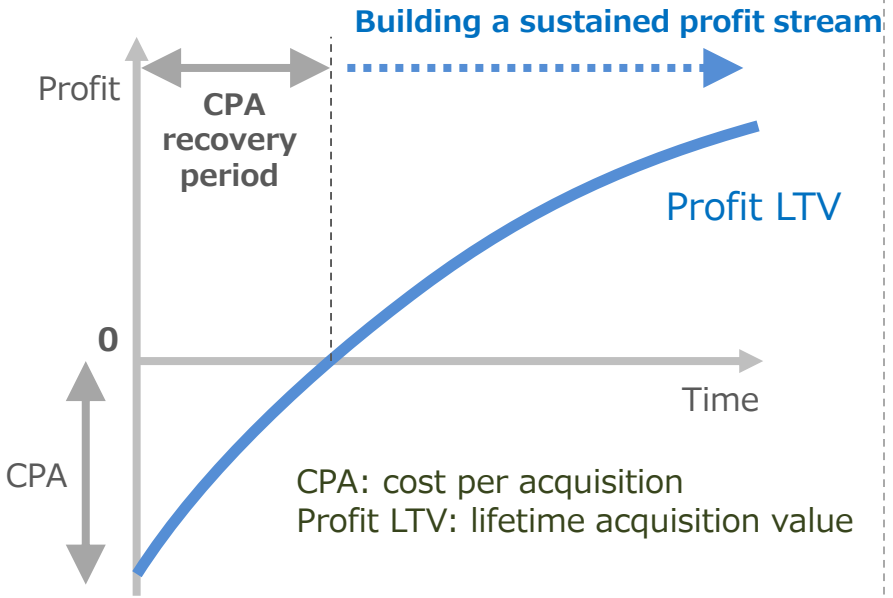 Building a sustained profit stream
Profit
CPA
recovery
period
Profit LTV
0
Time
CPA
CPA: cost per acquisition
Profit LTV: lifetime acquisition value